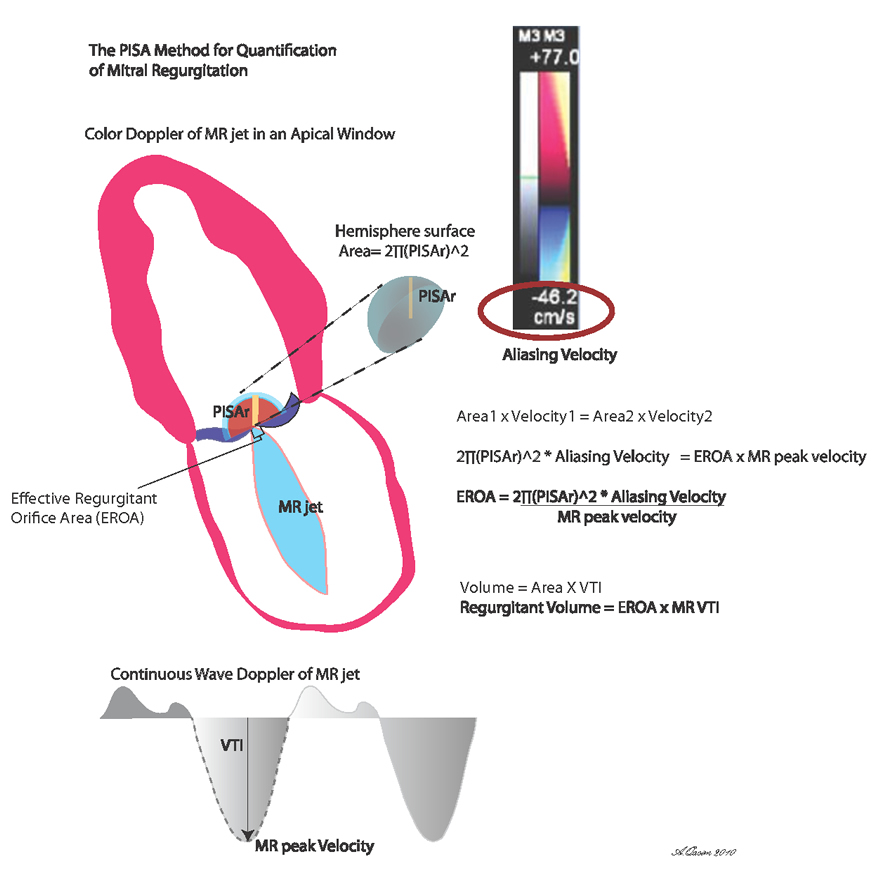 The PISA Method for Quantification
of Mitral Regurgitation
Color Doppler of MR jet in an Apical Window
M3 M3
+77.0
Hemisphere surface
Area= 2∏(PISAr)^2
PISAr
-46.2
cm/s
Aliasing Velocity
PISAr
Area1 x Velocity1 = Area2 x Velocity2
2∏(PISAr)^2 * Aliasing Velocity = EROA x MR peak velocity
Effective Regurgitant
Orifice Area (EROA)
MR jet
EROA = 2∏(PISAr)^2 * Aliasing Velocity
MR peak velocity
Volume = Area X VTI
Regurgitant Volume = EROA x MR VTI
Continuous Wave Doppler of MR jet
VTI
MR peak Velocity
2010